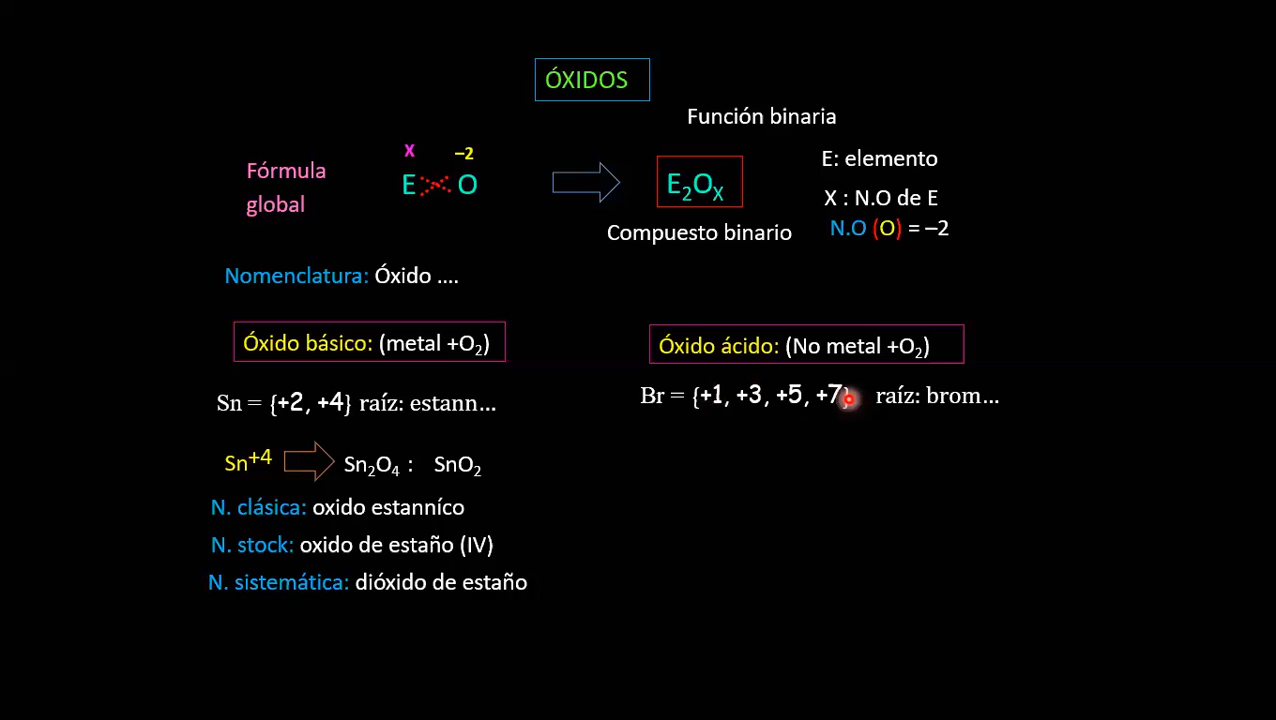 ÓXIDOS
Función binaria
Fórmula
global
X –2
E O
E₂Oₓ
Compuesto binario
E: elemento
X : N.O de E
N.O (O) = –2
Nomenclatura: Óxido ....
Óxido básico: (metal +O₂)
Sn = {+2, +4} raíz: estann...
Sn⁺⁴ Sn₂O₄ : SnO₂
N. clásica: oxido estanníco
N. stock: oxido de estaño (IV)
N. sistemática: dióxido de estaño
Óxido ácido: (No metal +O₂)
Br = {+1, +3, +5, +7} raíz: brom...